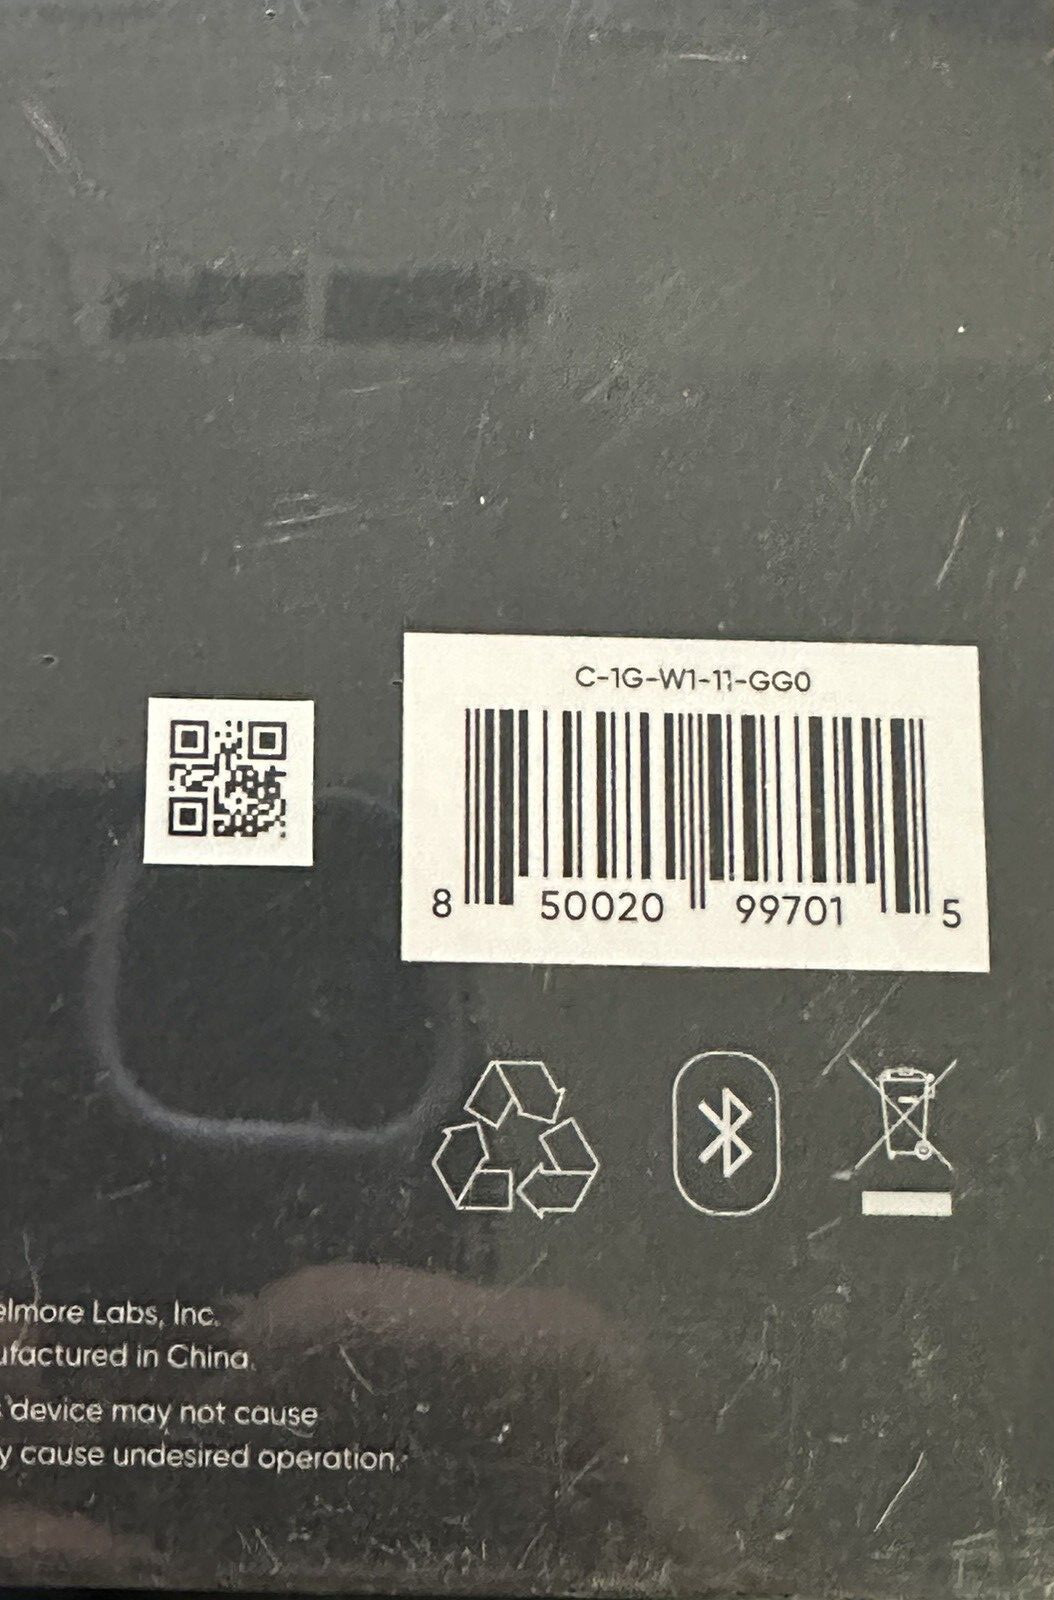 C-1G-W1-11-GG0
8 50020 99701 5
elmore Labs, Inc.
ufactured in China.
device may not cause
y cause undesired operation.